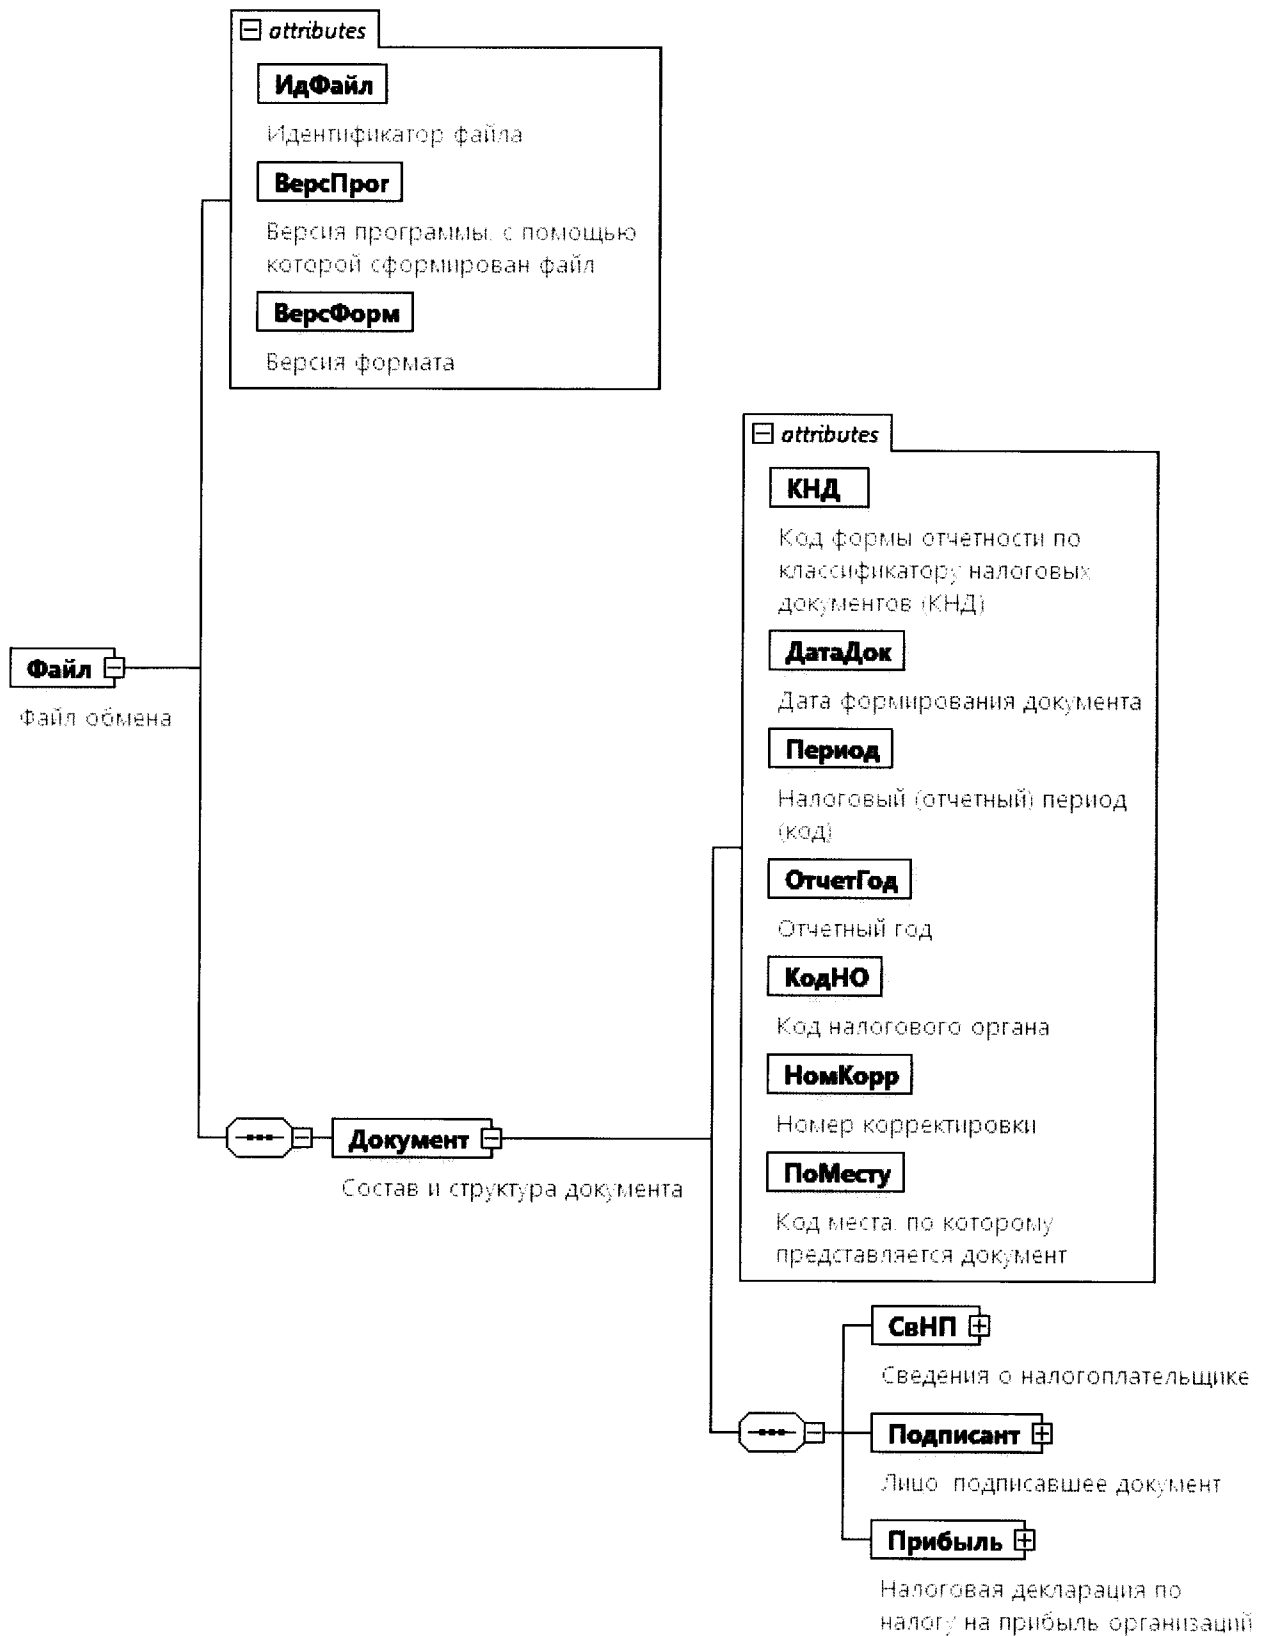 attributes
ИдФайл
Идентификатор файла
ВерсПрог
Версия программы, с помощью
которой сформирован файл
ВерсФорм
Версия формата
attributes
КНД
Код формы отчетности по
классификатору налоговых
документов (КНД)
ДатаДок
Дата формирования документа
Период
Налоговый (отчетный) период
(код)
ОтчетГод
Отчетный год
КодНО
Код налогового органа
НомКорр
Номер корректировки
ПоМесту
Код места, по которому
представляется документ
Файл
Файл обмена
Документ
Состав и структура документа
СвНП
Сведения о налогоплательщике
Подписант
Лицо, подписавшее документ
Прибыль
Налоговая декларация по
налогу на прибыль организаций